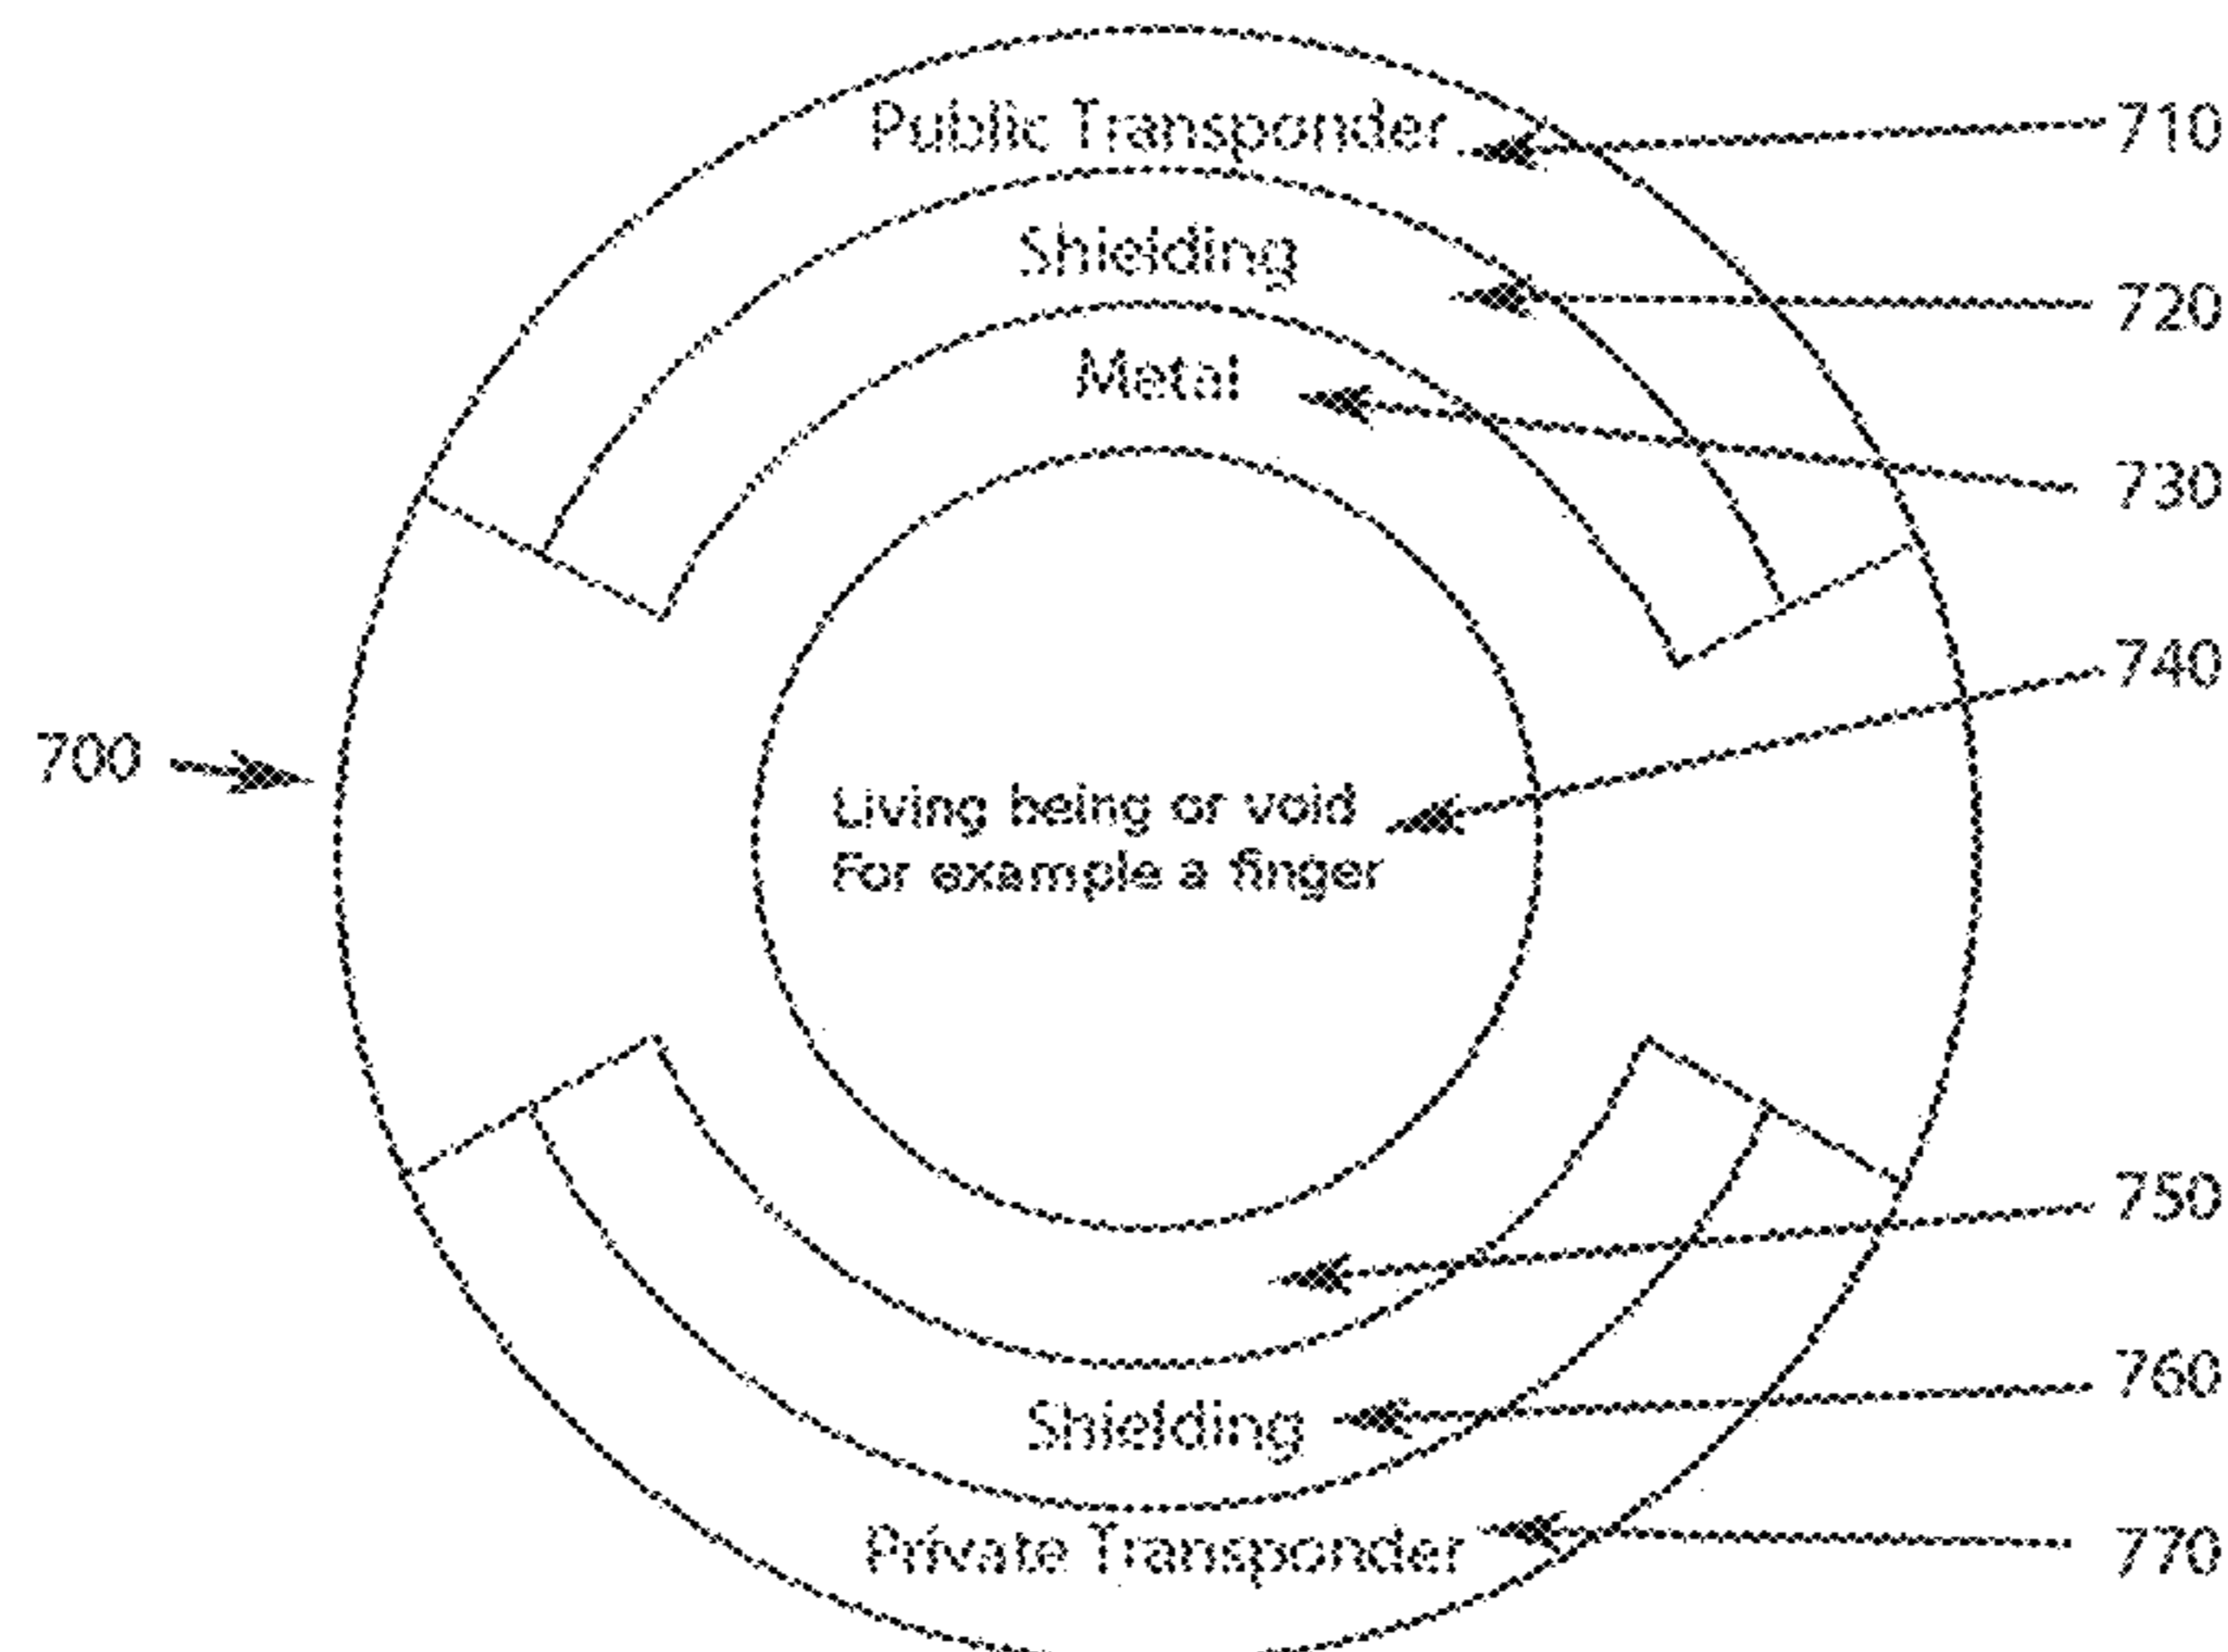 Public Transponder
710
Shielding
720
Metal
730
740
700
Living being or void
For example a finger
750
760
Shielding
Private Transponder
770